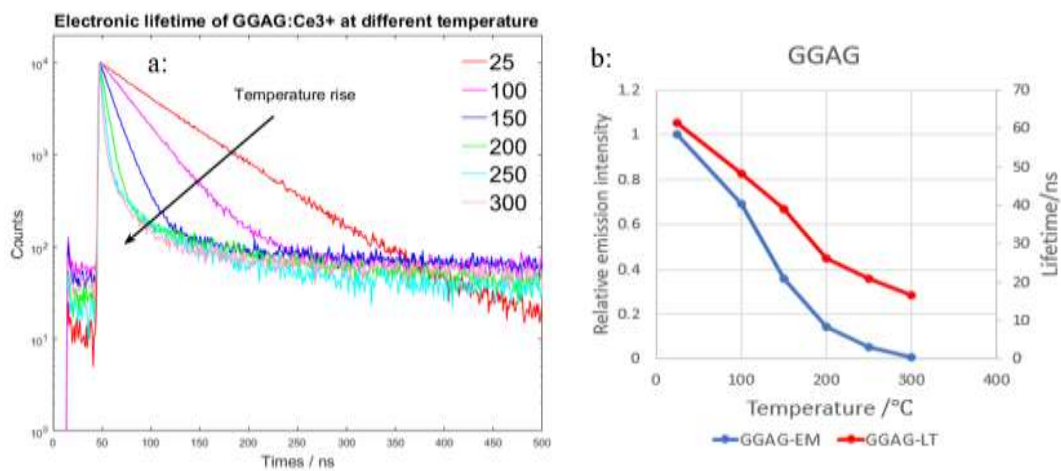 Electronic lifetime of GGAG:Ce3+ at different temperature
a:
Temperature rise
25
100
150
200
250
300
10⁴
10³
10²
10¹
10⁰
Counts
0 50 100 150 200 250 300 350 400 450 500
Times / ns
b:
GGAG
1.2
1
0.8
0.6
0.4
0.2
0
Relative emission intensity
70
60
50
40
30
20
10
0
Lifetime/ns
0 100 200 300 400
Temperature /°C
GGAG-EM GGAG-LT